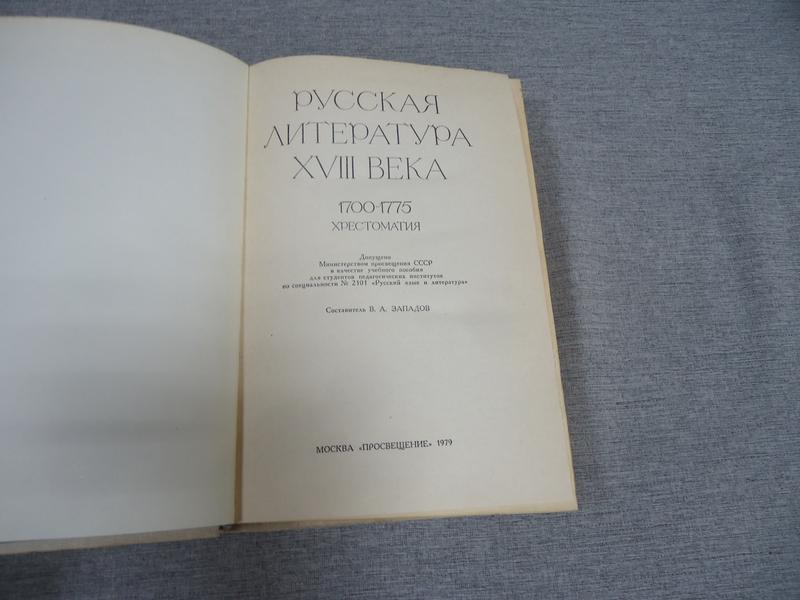 РУССКАЯ
ЛИТЕРАТУРА
XVIII ВЕКА
1700-1775
ХРЕСТОМАТИЯ
Допущено
Министерством просвещения СССР
в качестве учебного пособия
для студентов педагогических институтов
по специальности № 2101 «Русский язык и литература»
Составитель В. А. ЗАПАДОВ
МОСКВА «ПРОСВЕЩЕНИЕ» 1979